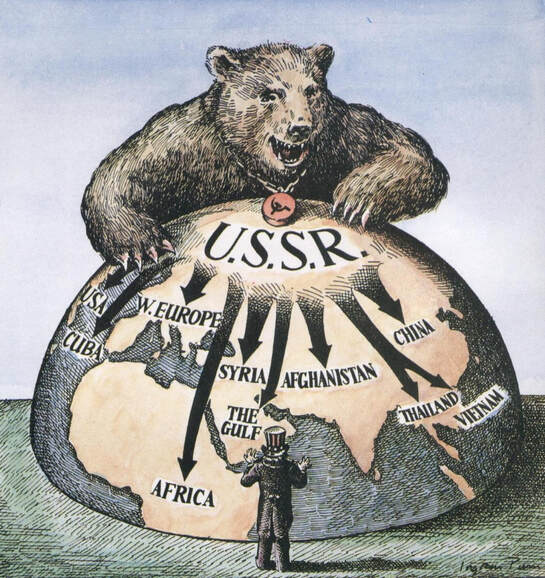 U.S.S.R.
USA
W. EUROPE
CUBA
CHINA
SYRIA
AFGHANISTAN
THE
GULF
THAILAND
VIETNAM
AFRICA